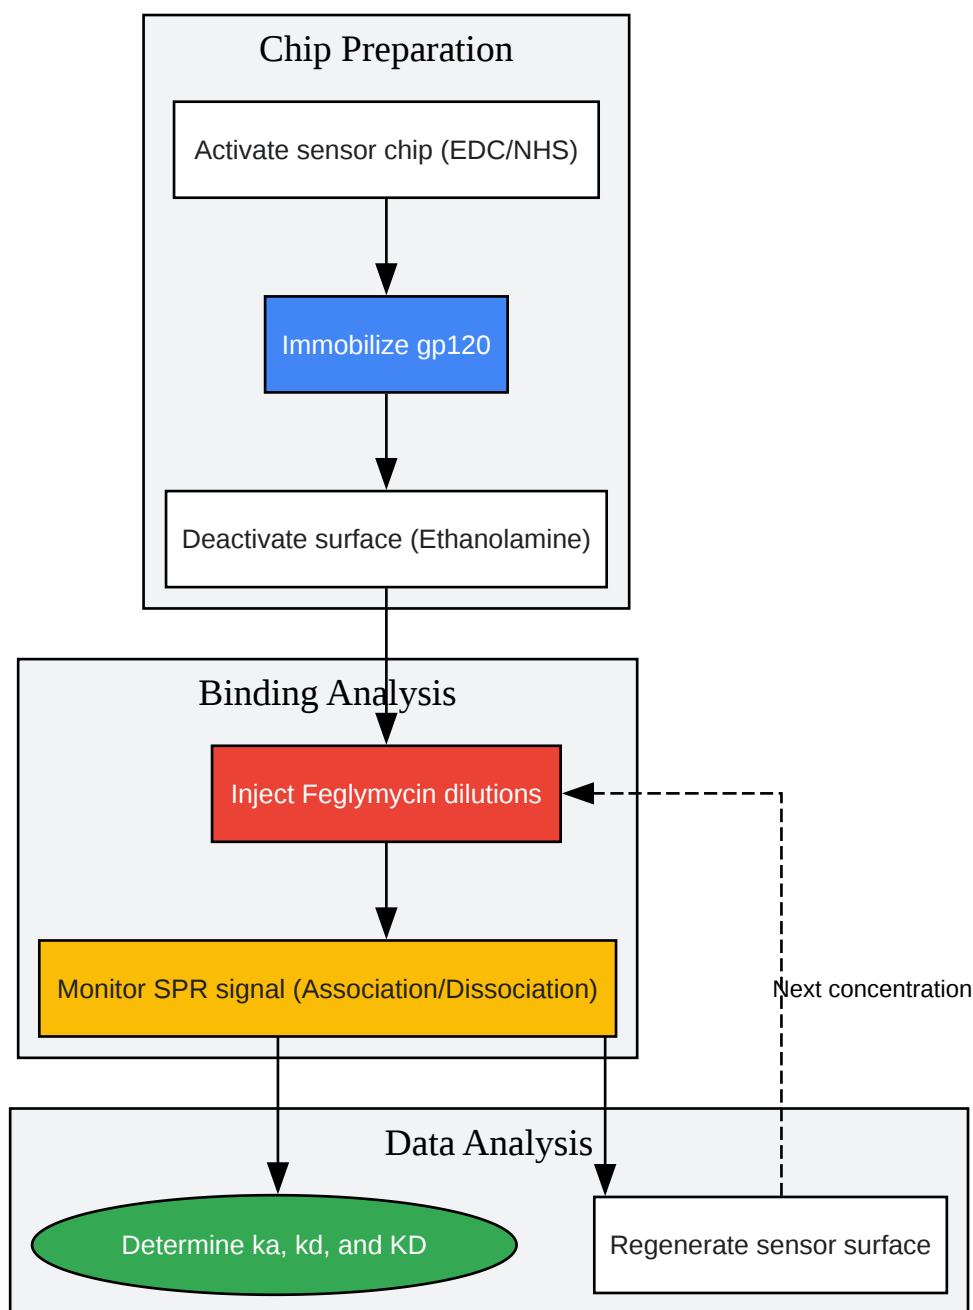 Chip Preparation
Activate sensor chip (EDC/NHS)
Immobilize gp120
Deactivate surface (Ethanolamine)
Binding Analysis
Inject Feglymycin dilutions
Monitor SPR signal (Association/Dissociation)
Next concentration
Data Analysis
Determine ka, kd, and KD
Regenerate sensor surface